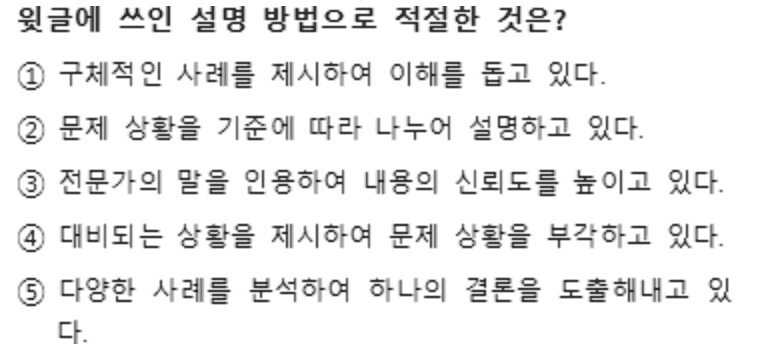 윗글에 쓰인 설명 방법으로 적절한 것은?
① 구체적인 사례를 제시하여 이해를 돕고 있다.
② 문제 상황을 기준에 따라 나누어 설명하고 있다.
③ 전문가의 말을 인용하여 내용의 신뢰도를 높이고 있다.
④ 대비되는 상황을 제시하여 문제 상황을 부각하고 있다.
⑤ 다양한 사례를 분석하여 하나의 결론을 도출해내고 있
다.